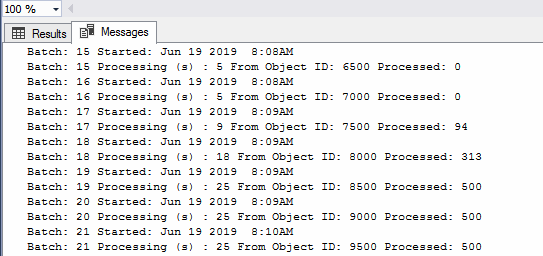 100 %
Results Messages
Batch: 15 Started: Jun 19 2019  8:08AM
Batch: 15 Processing (s) : 5 From Object ID: 6500 Processed: 0
Batch: 16 Started: Jun 19 2019  8:08AM
Batch: 16 Processing (s) : 5 From Object ID: 7000 Processed: 0
Batch: 17 Started: Jun 19 2019  8:09AM
Batch: 17 Processing (s) : 9 From Object ID: 7500 Processed: 94
Batch: 18 Started: Jun 19 2019  8:09AM
Batch: 18 Processing (s) : 18 From Object ID: 8000 Processed: 313
Batch: 19 Started: Jun 19 2019  8:09AM
Batch: 19 Processing (s) : 25 From Object ID: 8500 Processed: 500
Batch: 20 Started: Jun 19 2019  8:09AM
Batch: 20 Processing (s) : 25 From Object ID: 9000 Processed: 500
Batch: 21 Started: Jun 19 2019  8:10AM
Batch: 21 Processing (s) : 25 From Object ID: 9500 Processed: 500